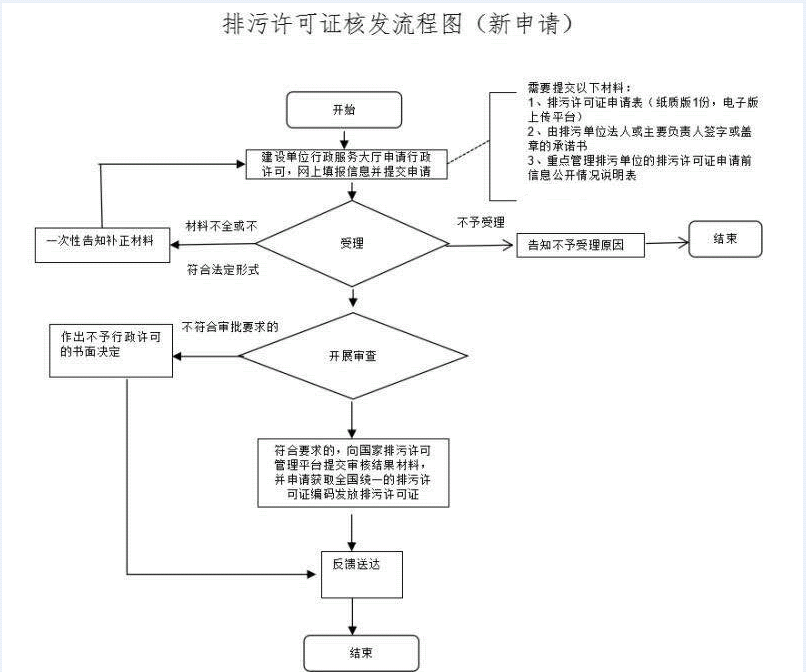 排污许可证核发流程图（新申请）
开始
需要提交以下材料：
1、排污许可证申请表（纸质版1份，电子版
上传平台）
2、由排污单位法人或主要负责人签字或盖
章的承诺书
3、重点管理排污单位的排污许可证申请前
信息公开情况说明表
建设单位行政服务大厅申请行政
许可，网上填报信息并提交申请
材料不全或不
符合法定形式
一次性告知补正材料
受理
不予受理
告知不予受理原因
结束
不符合审批要求的
作出不予行政许可
的书面决定
开展审查
符合要求的，向国家排污许可
管理平台提交审核结果材料，
并申请获取全国统一的排污许
可证编码发放排污许可证
反馈送达
结束